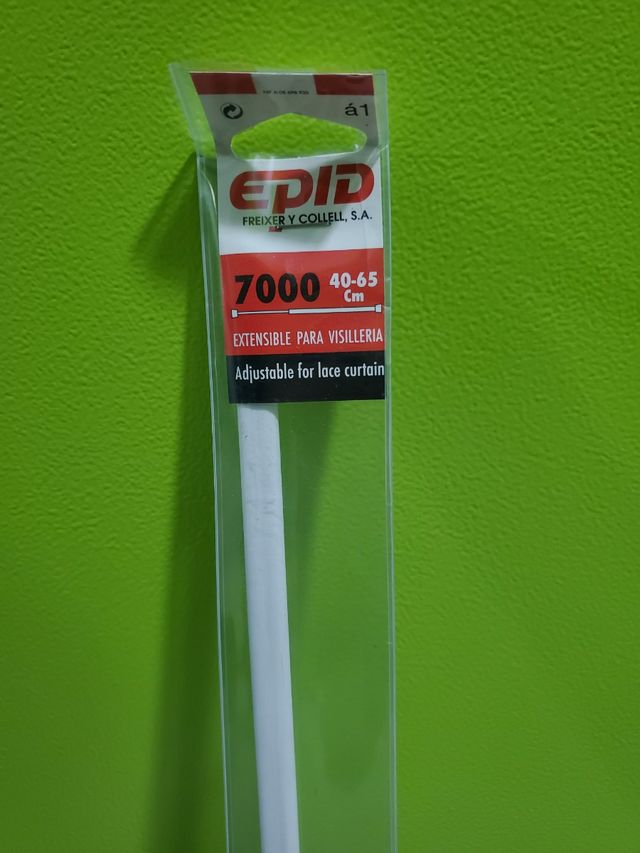 á1
EPID
FREIXER Y COLLELL, S.A.
7000
40-65
Cm
EXTENSIBLE PARA VISILLERIA
Adjustable for lace curtain